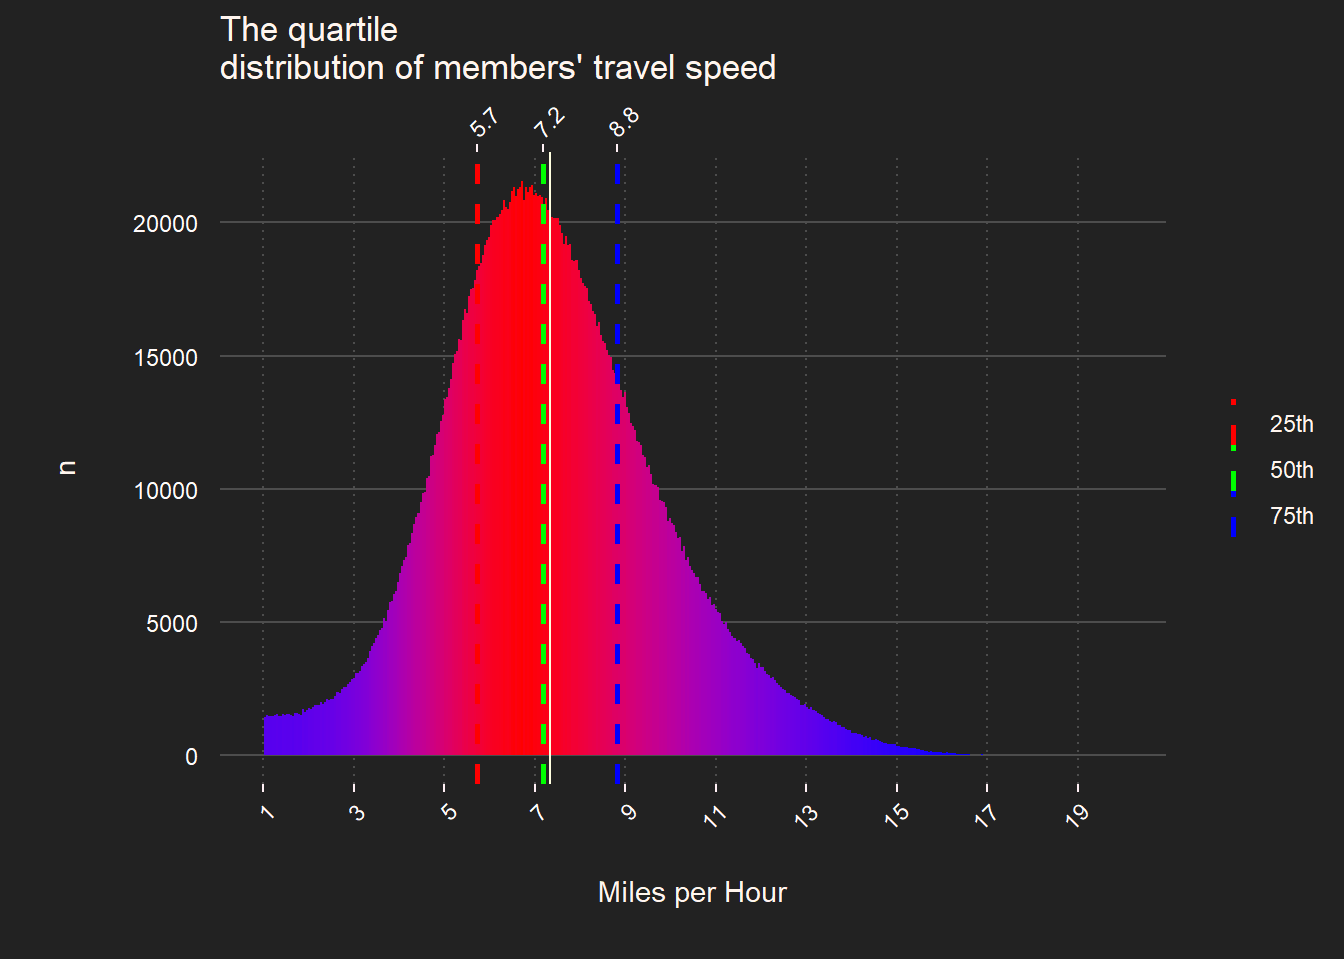 The quartile
distribution of members' travel speed
5.7 7.2 8.8
20000
15000
10000
5000
0
n
25th
50th
75th
1 3 5 7 9 11 13 15 17 19
Miles per Hour